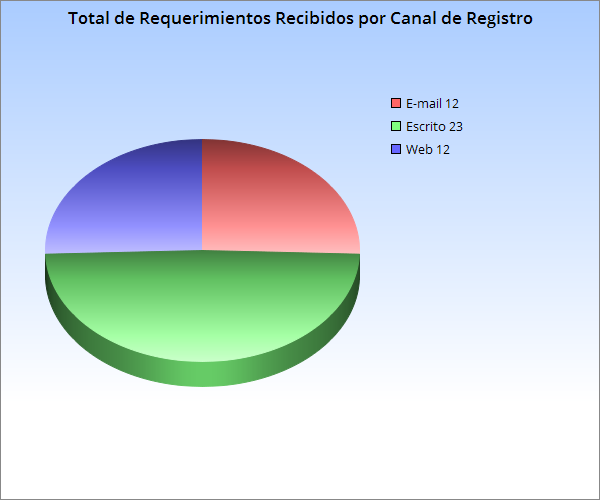 Total de Requerimientos Recibidos por Canal de Registro
E-mail 12
Escrito 23
Web 12